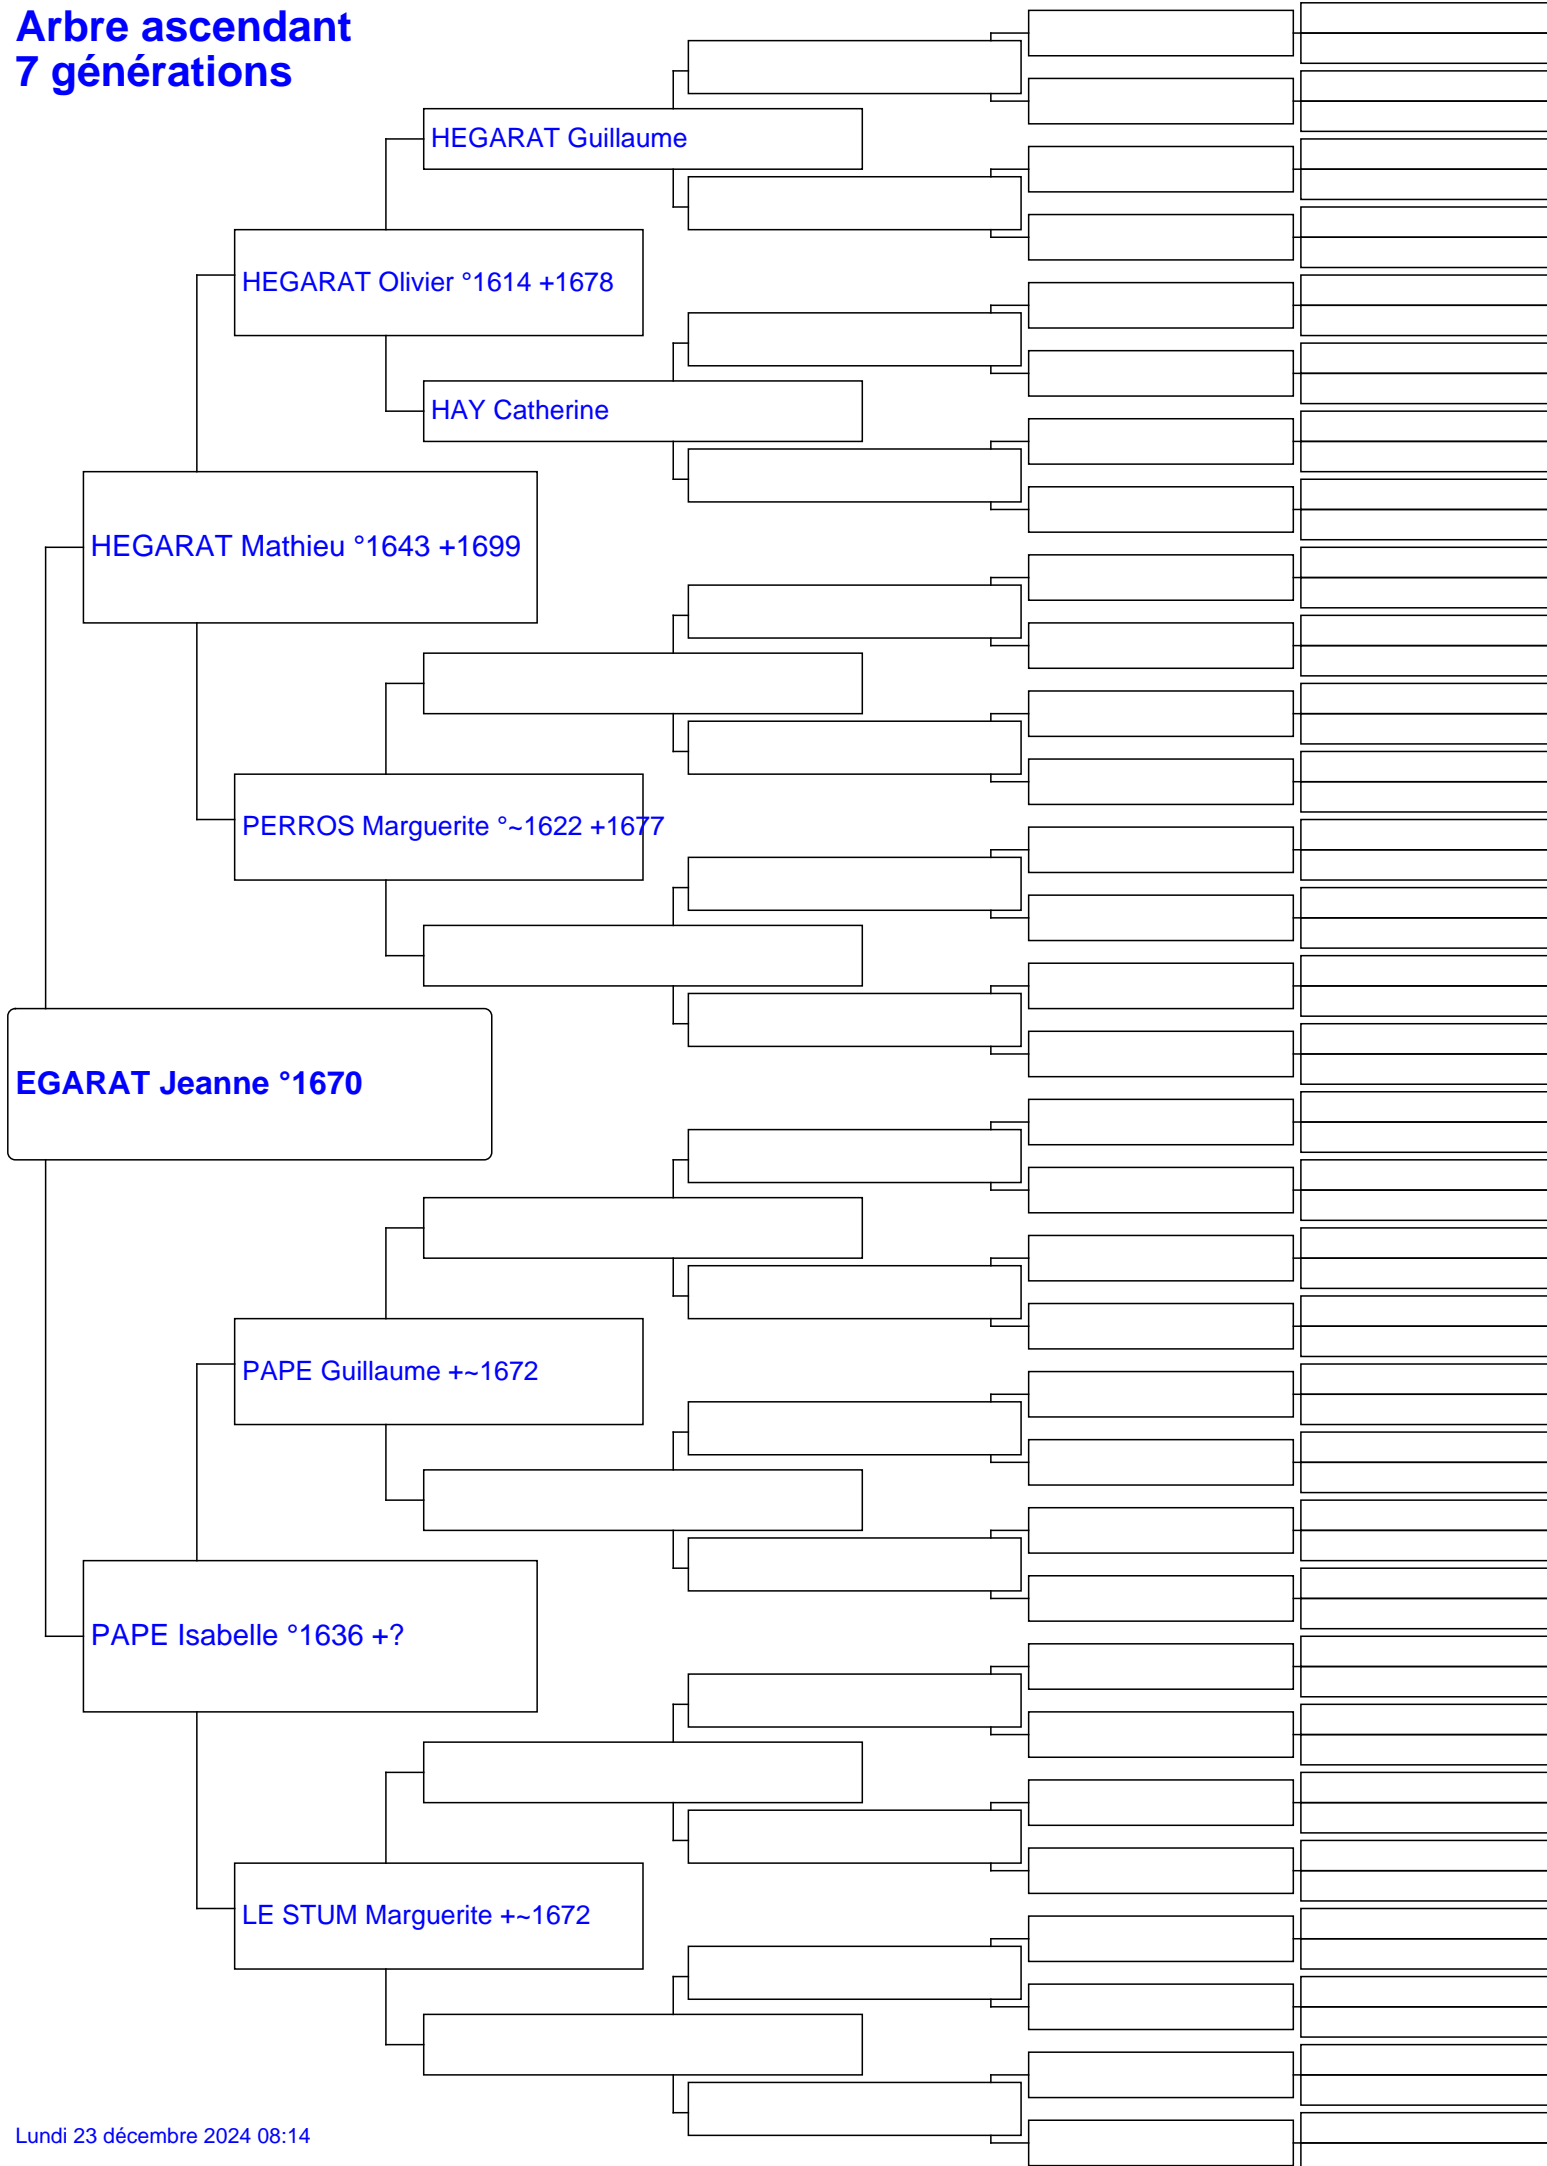 Arbre ascendant
7 générations
HEGARAT Guillaume
HEGARAT Olivier °1614 +1678
HAY Catherine
HEGARAT Mathieu °1643 +1699
PERROS Marguerite °~1622 +1677
EGARAT Jeanne °1670
PAPE Guillaume +~1672
PAPE Isabelle °1636 +?
LE STUM Marguerite +~1672
Lundi 23 décembre 2024 08:14